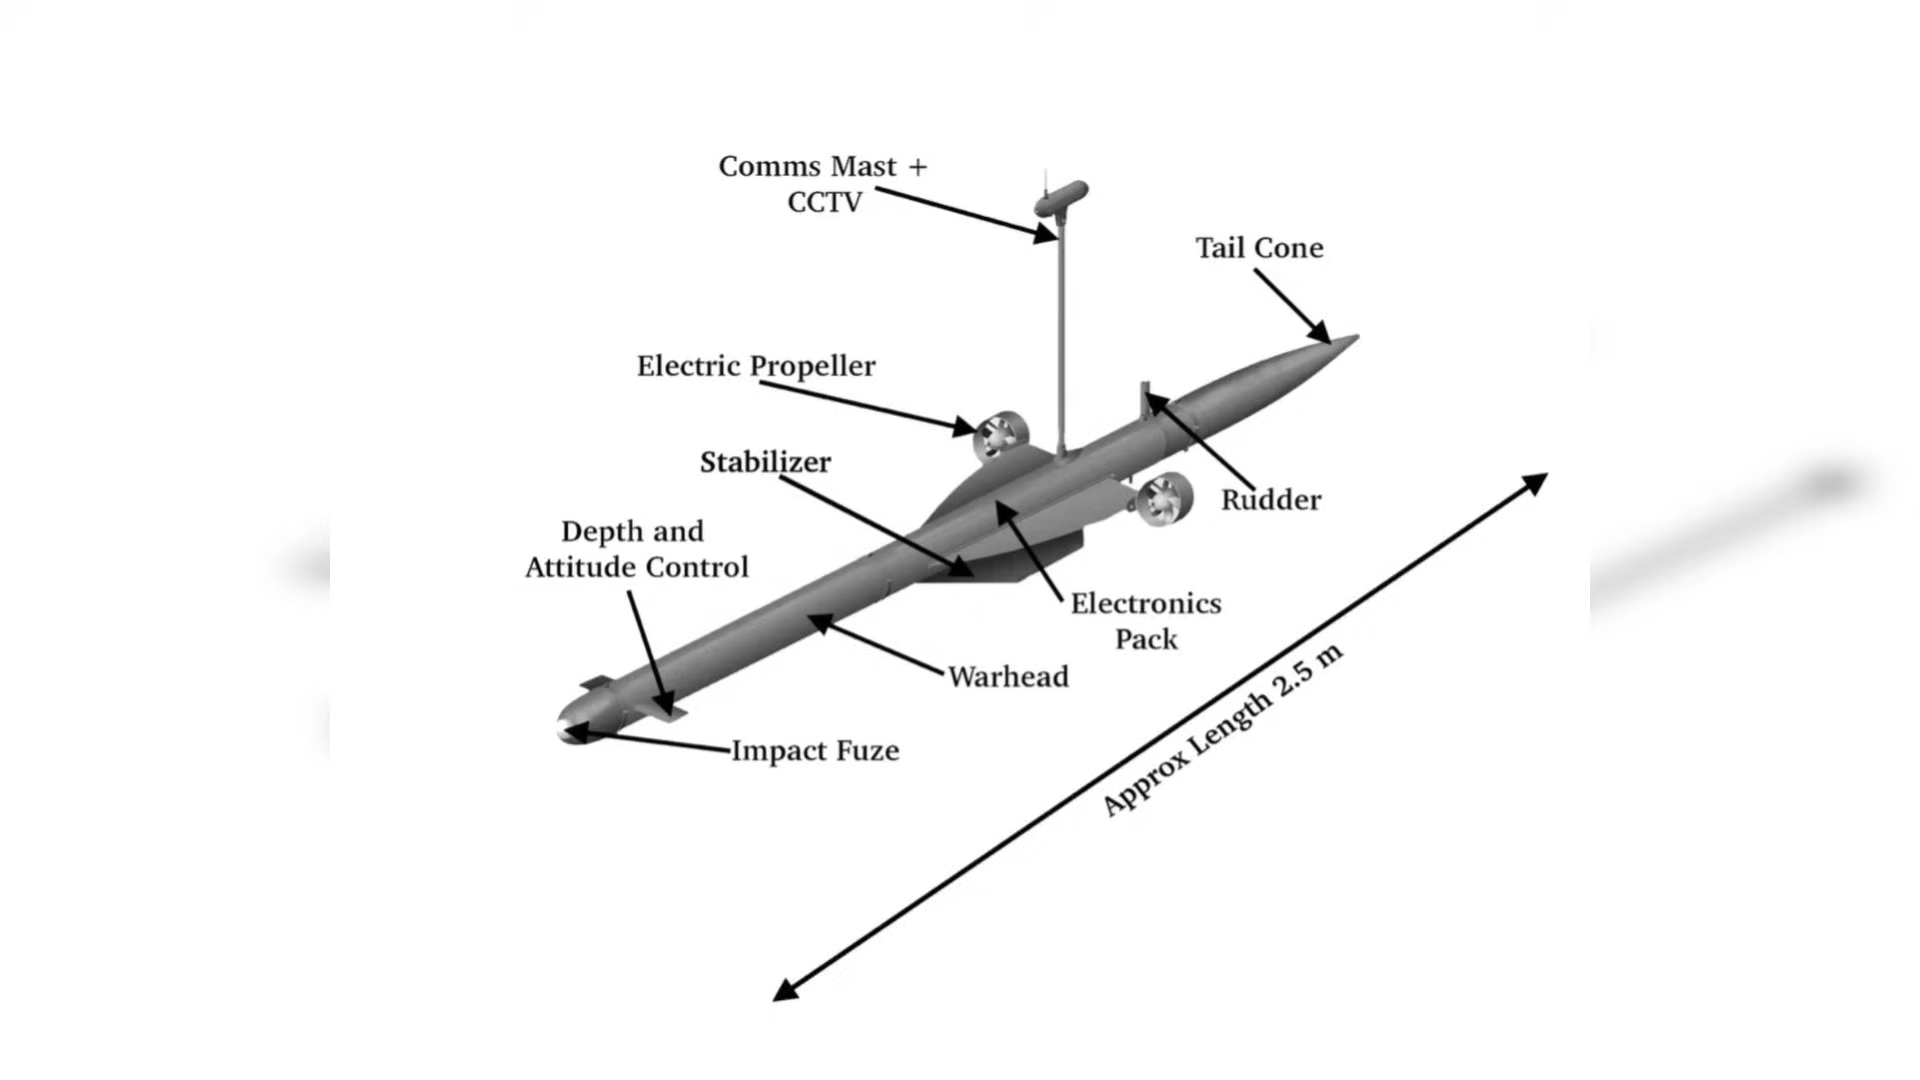 Comms Mast +
CCTV
Tail Cone
Electric Propeller
Stabilizer
Rudder
Depth and
Attitude Control
Electronics
Pack
Warhead
Impact Fuze
Approx Length 2.5 m